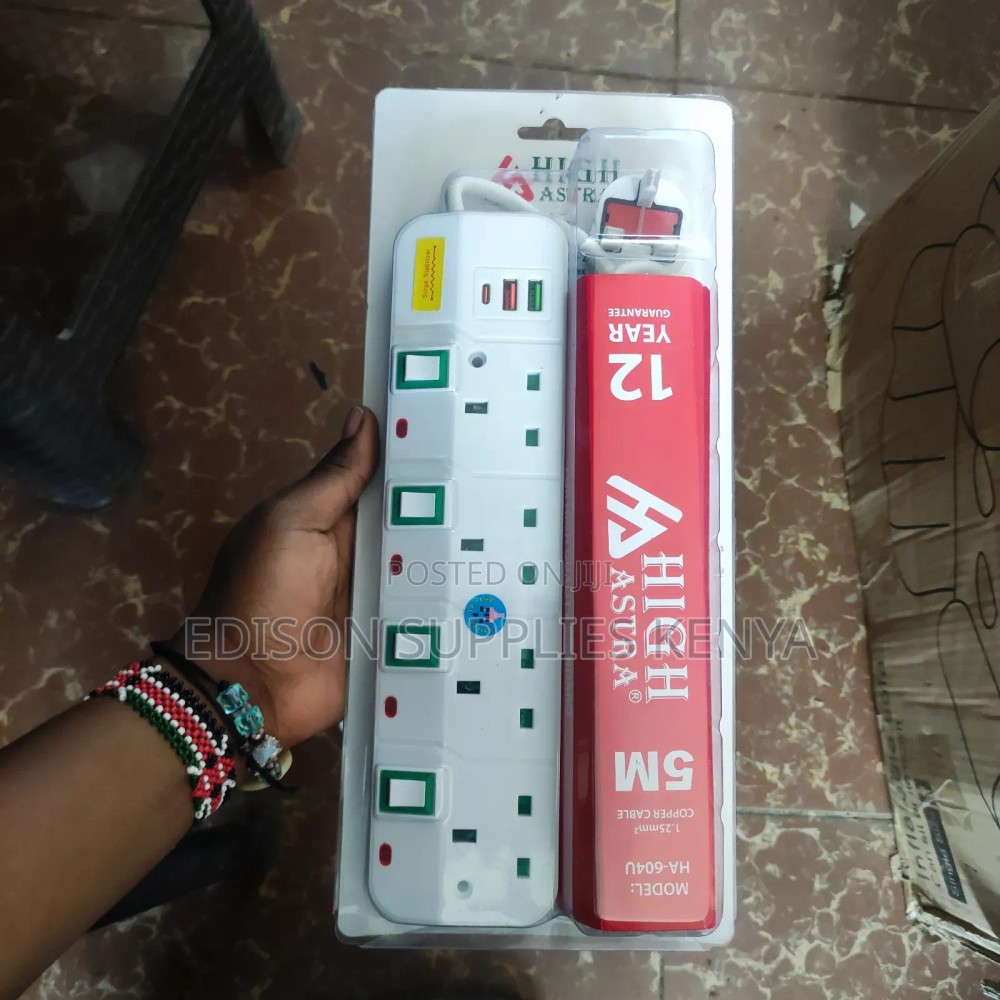 HIGH
ASTRA
Surge Stabilizer
12
YEAR
GUARANTEE
HIGH
ASTRA®
5M
1.25mm²
COPPER CABLE
MODEL:
HA-604U
POSTED ON JIJI
EDISON SUPPLIES KENYA